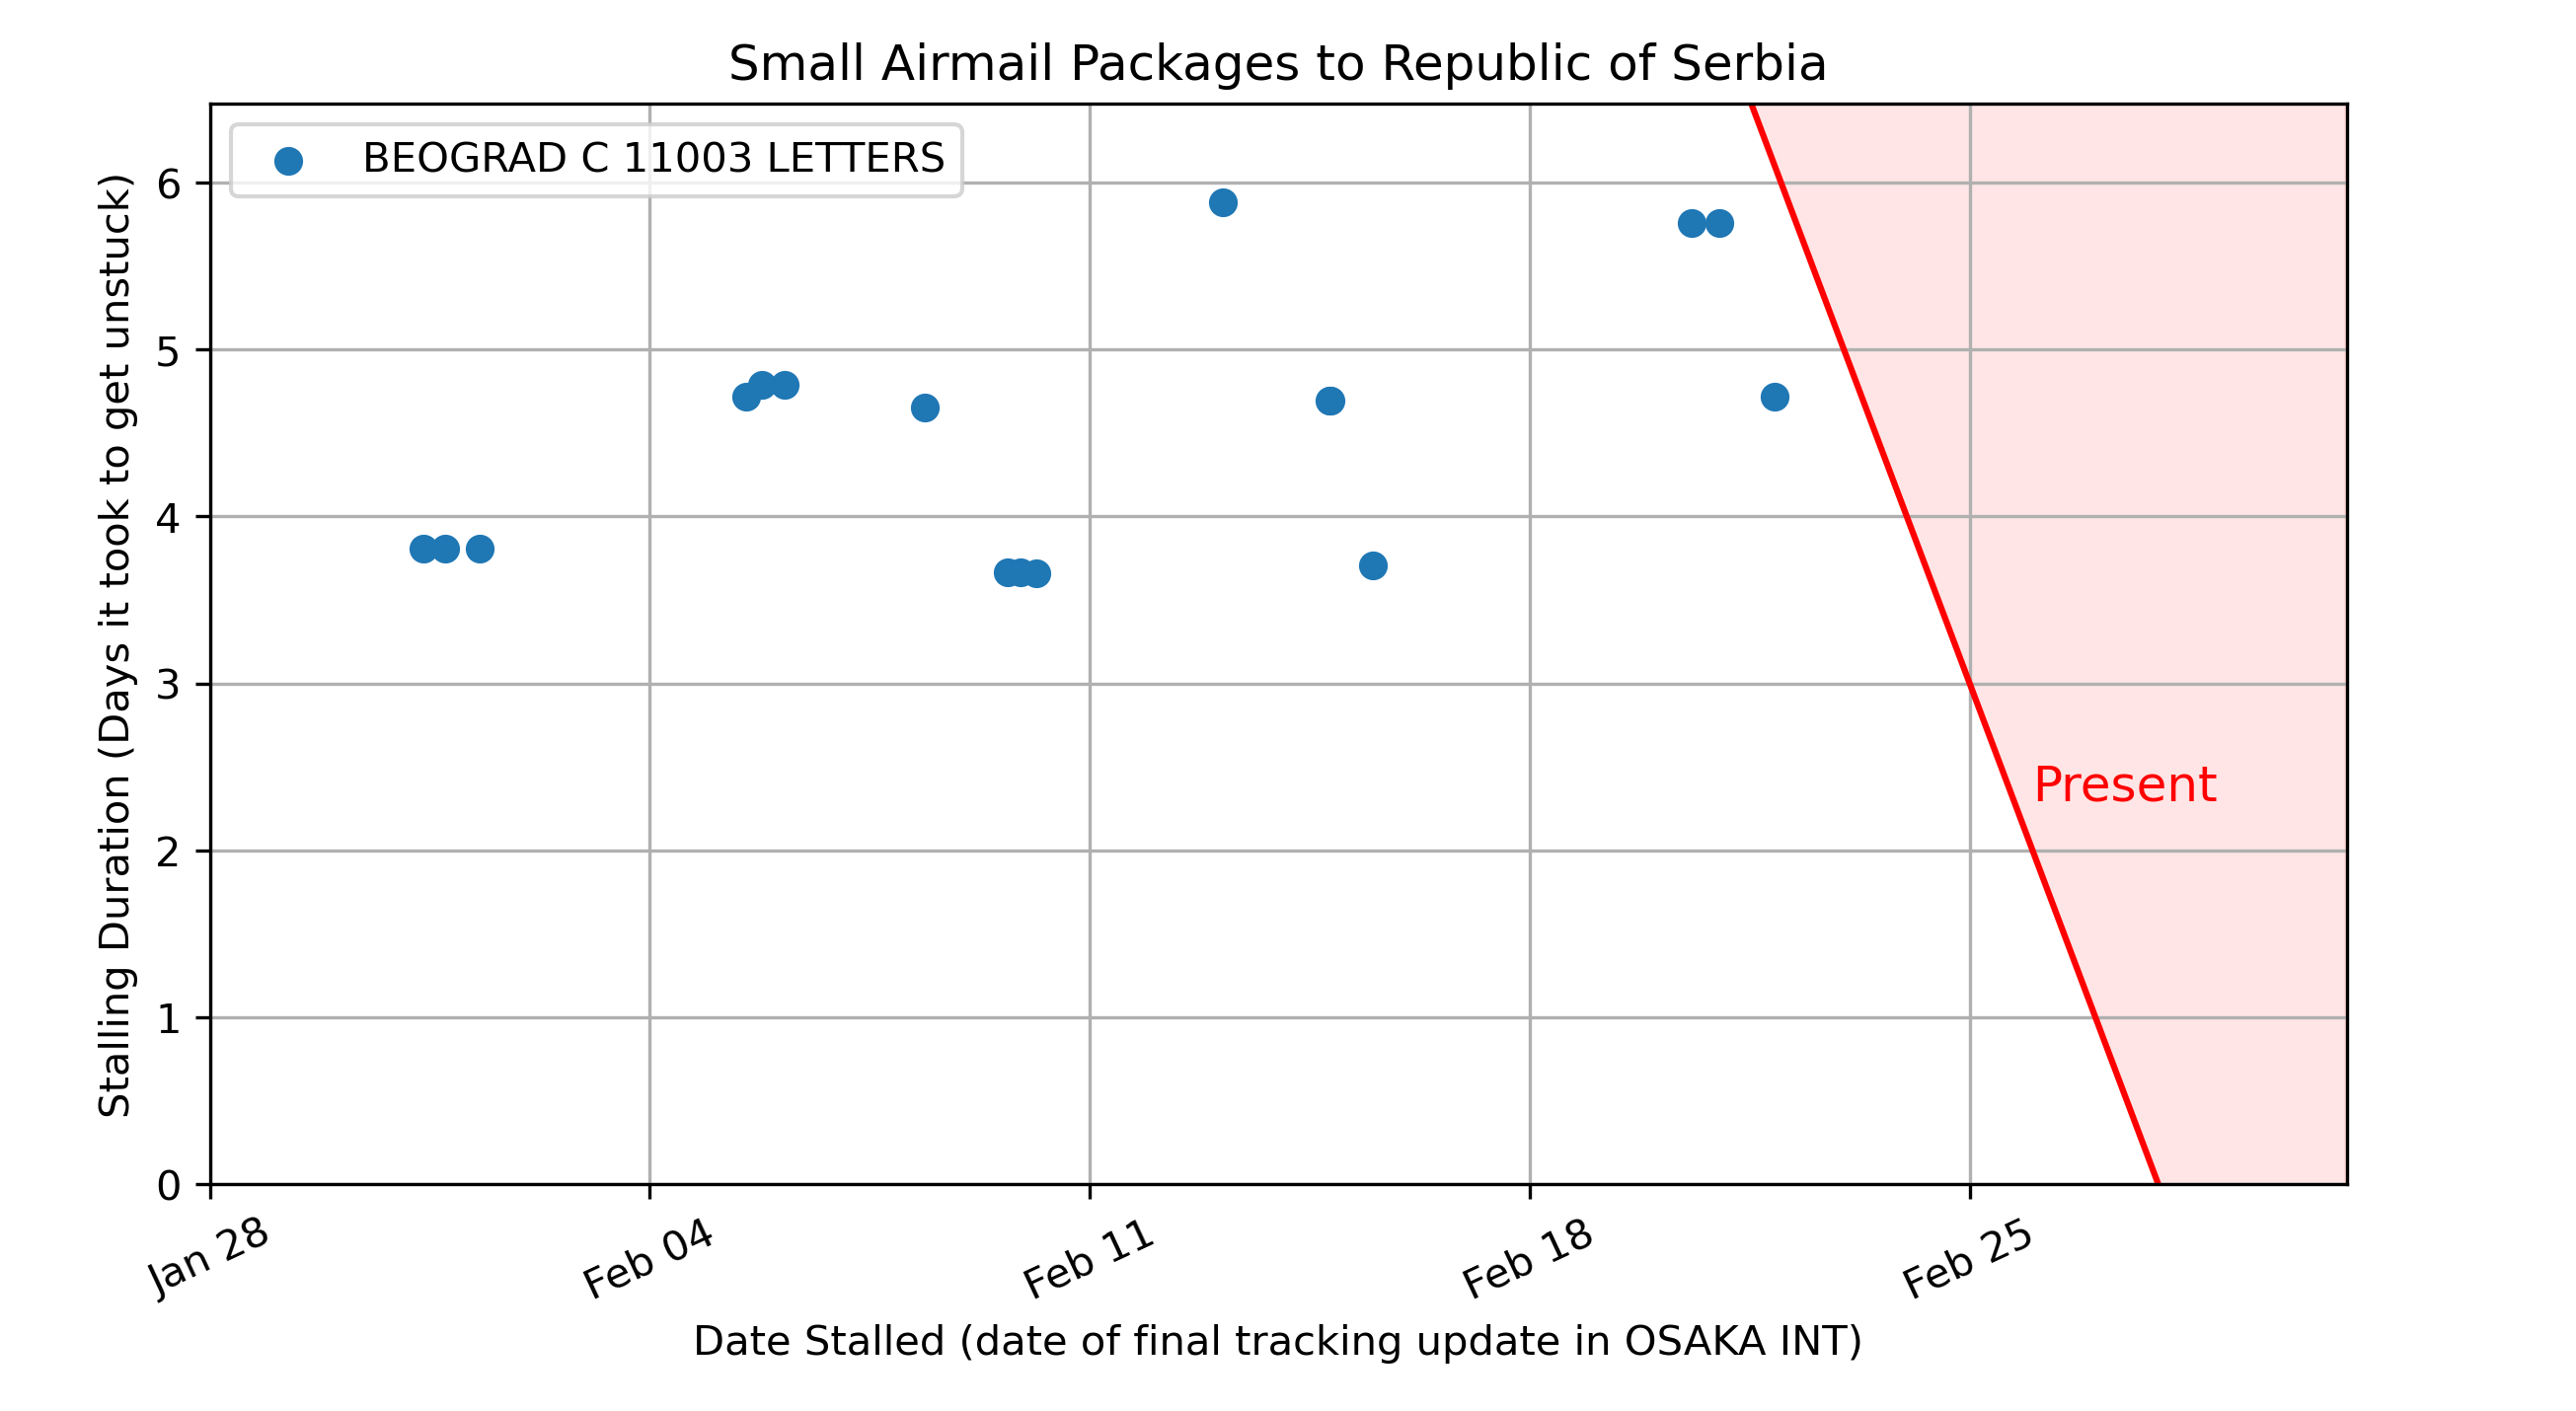 Small Airmail Packages to Republic of Serbia
BEOGRAD C 11003 LETTERS
Stalling Duration (Days it took to get unstuck)
6
5
4
3
2
1
0
Present
Jan 28
Feb 04
Feb 11
Feb 18
Feb 25
Date Stalled (date of final tracking update in OSAKA INT)